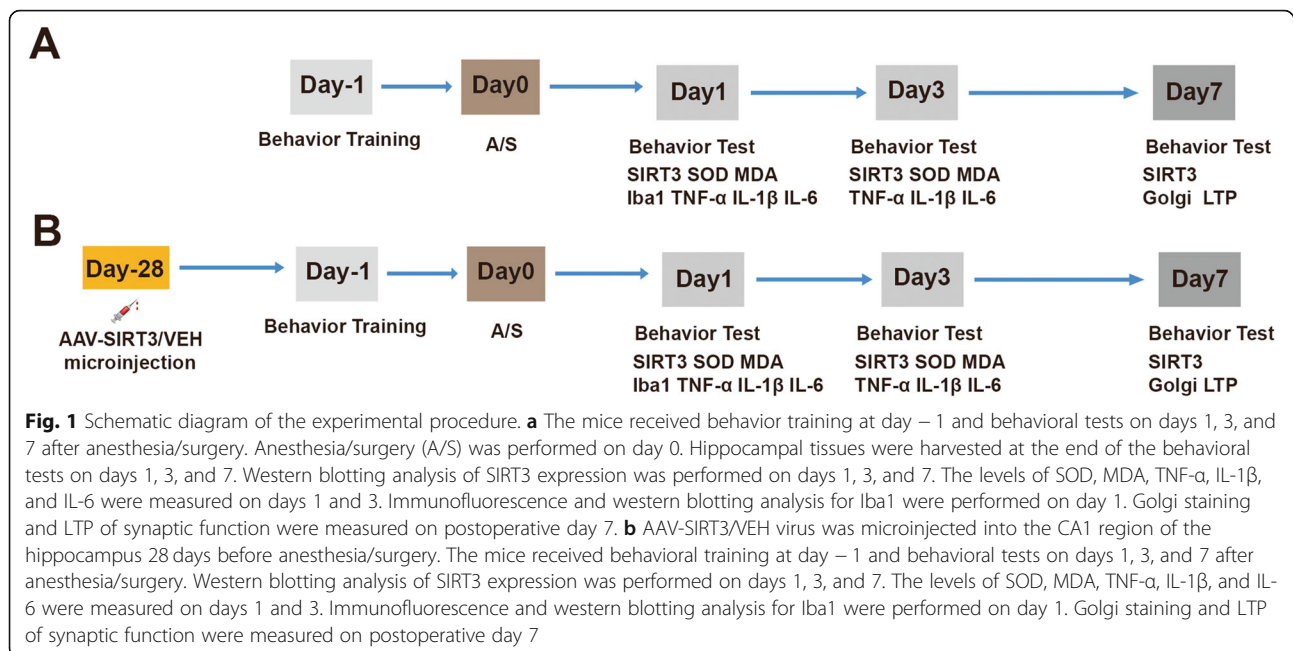 A
Day-1
Day0
Day1
Day3
Day7
Behavior Training
A/S
Behavior Test
SIRT3 SOD MDA
Iba1 TNF-α IL-1β IL-6
Behavior Test
SIRT3 SOD MDA
TNF-α IL-1β IL-6
Behavior Test
SIRT3
Golgi LTP
B
Day-28
Day-1
Day0
Day1
Day3
Day7
AAV-SIRT3/VEH
microinjection
Behavior Training
A/S
Behavior Test
SIRT3 SOD MDA
Iba1 TNF-α IL-1β IL-6
Behavior Test
SIRT3 SOD MDA
TNF-α IL-1β IL-6
Behavior Test
SIRT3
Golgi LTP
Fig. 1 Schematic diagram of the experimental procedure. a The mice received behavior training at day − 1 and behavioral tests on days 1, 3, and
7 after anesthesia/surgery. Anesthesia/surgery (A/S) was performed on day 0. Hippocampal tissues were harvested at the end of the behavioral
tests on days 1, 3, and 7. Western blotting analysis of SIRT3 expression was performed on days 1, 3, and 7. The levels of SOD, MDA, TNF-α, IL-1β,
and IL-6 were measured on days 1 and 3. Immunofluorescence and western blotting analysis for Iba1 were performed on day 1. Golgi staining
and LTP of synaptic function were measured on postoperative day 7. b AAV-SIRT3/VEH virus was microinjected into the CA1 region of the
hippocampus 28 days before anesthesia/surgery. The mice received behavioral training at day − 1 and behavioral tests on days 1, 3, and 7 after
anesthesia/surgery. Western blotting analysis of SIRT3 expression was performed on days 1, 3, and 7. The levels of SOD, MDA, TNF-α, IL-1β, and IL-
6 were measured on days 1 and 3. Immunofluorescence and western blotting analysis for Iba1 were performed on day 1. Golgi staining and LTP
of synaptic function were measured on postoperative day 7